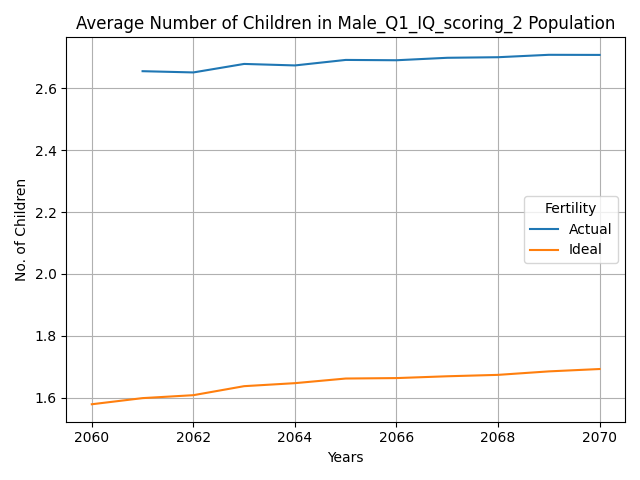 Average Number of Children in Male_Q1_IQ_scoring_2 Population
No. of Children
2.6
2.4
2.2
2.0
1.8
1.6
Fertility
Actual
Ideal
2060 2062 2064 2066 2068 2070
Years